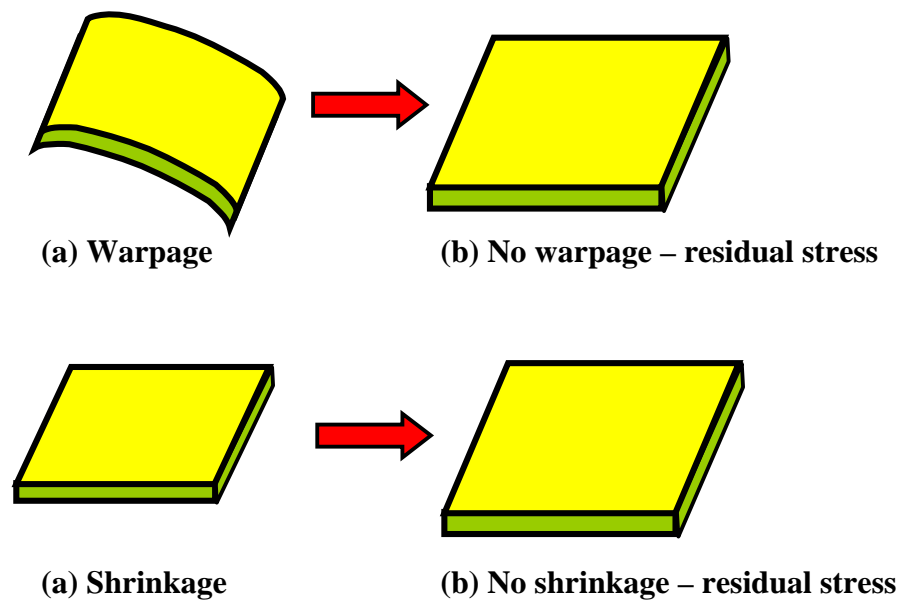 (a) Warpage
(b) No warpage – residual stress
(a) Shrinkage
(b) No shrinkage – residual stress